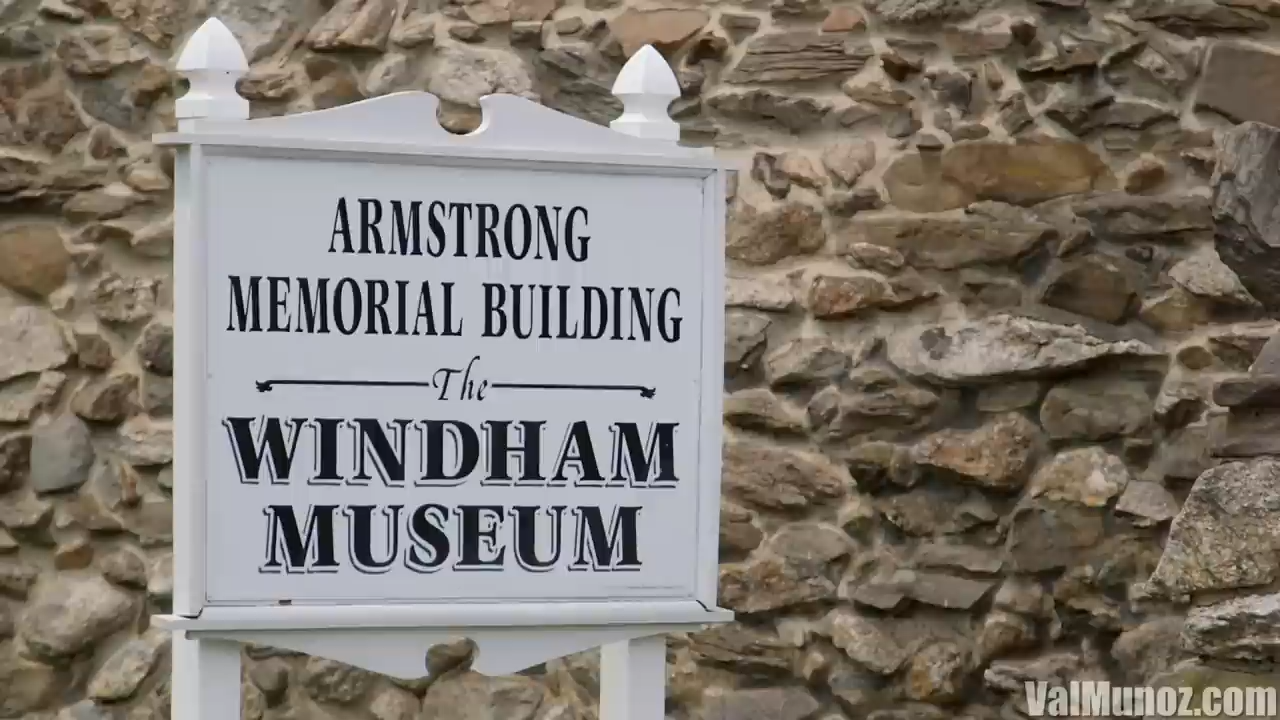 ARMSTRONG
MEMORIAL BUILDING
The
WINDHAM
MUSEUM
ValMunoz.com